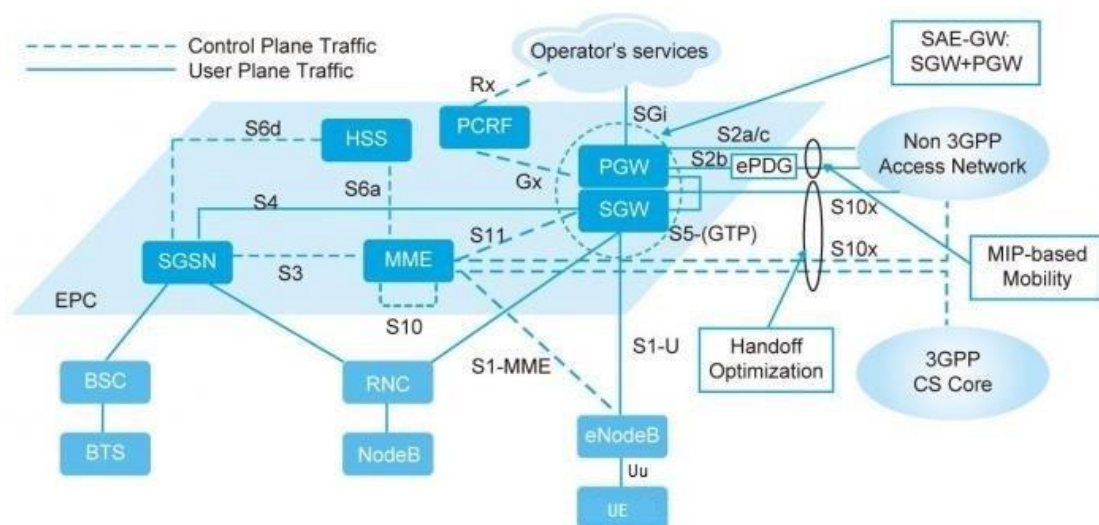 Control Plane Traffic
User Plane Traffic
Operator's services
SAE-GW:
SGW+PGW
Rx
SGi
S6d
HSS
PCRF
S2a/c
Non 3GPP
Access Network
PGW
S2b
ePDG
Gx
S6a
S4
SGW
S10x
S11
S5-(GTP)
SGSN
S3
MME
S10x
MIP-based
Mobility
EPC
S10
S1-U
Handoff
Optimization
3GPP
CS Core
BSC
RNC
S1-MME
BTS
NodeB
eNodeB
Uu
UE